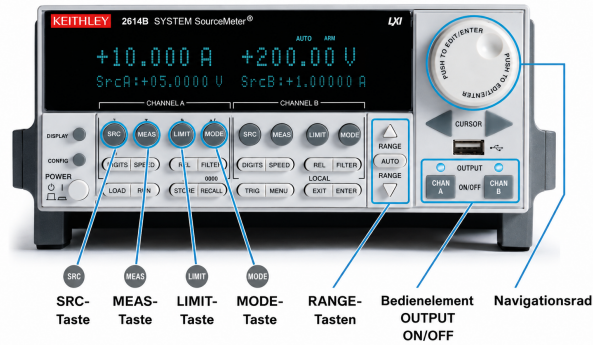 KEITHLEY 2614B SYSTEM SourceMeter® LXI
AUTO ARM
+10.000 A +200.00 V
SrcA:+05.0000 V SrcB:+1.00000 A
CHANNEL A CHANNEL B
DISPLAY SRC MEAS LIMIT MODE SRC MEAS LIMIT MODE
RANGE
CONFIG DIGITS SPEED REL FILTER DIGITS SPEED REL FILTER AUTO
POWER 0000 LOCAL RANGE
LOAD RUN STORE RECALL TRIG MENU EXIT ENTER
PUSH TO EDIT/ENTER
PUSH TO EDIT/ENTER
CURSOR
OUTPUT
CHAN A ON/OFF CHAN B
SRC MEAS LIMIT MODE
SRC- MEAS- LIMIT- MODE- RANGE- Bedienelement Navigationsrad
Taste Taste Taste Taste Tasten OUTPUT
ON/OFF